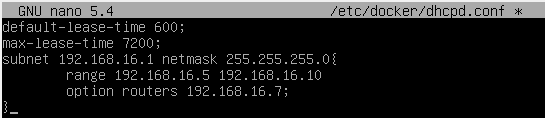 GNU nano 5.4 /etc/docker/dhcpd.conf *
default-lease-time 600;
max-lease-time 7200;
subnet 192.168.16.1 netmask 255.255.255.0{
range 192.168.16.5 192.168.16.10
option routers 192.168.16.7;
}